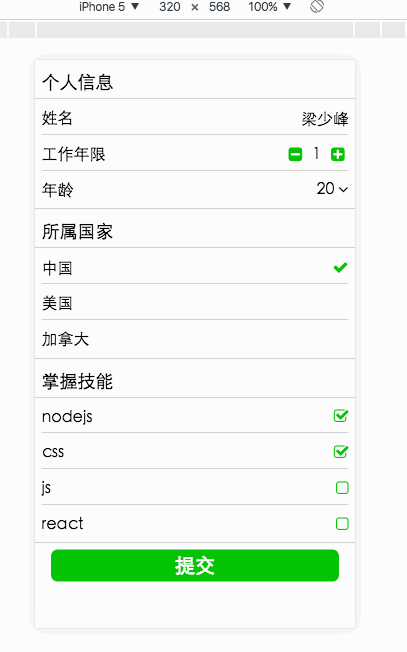 iPhone 5 ▼ 320 × 568 100% ▼
个人信息
姓名 梁少峰
工作年限 1
年龄 20
所属国家
中国
美国
加拿大
掌握技能
nodejs
css
js
react
提交